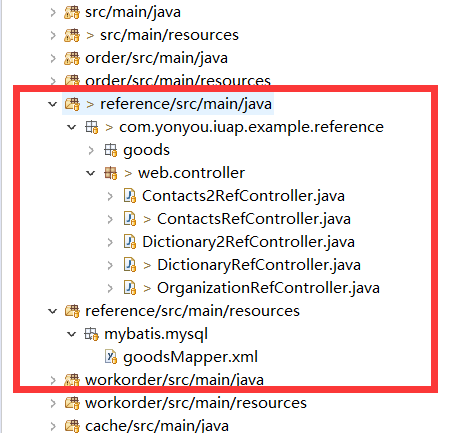 src/main/java
> src/main/resources
order/src/main/java
order/src/main/resources
> reference/src/main/java
> com.yonyou.iuap.example.reference
goods
> web.controller
Contacts2RefController.java
> ContactsRefController.java
Dictionary2RefController.java
> DictionaryRefController.java
> OrganizationRefController.java
reference/src/main/resources
mybatis.mysql
goodsMapper.xml
workorder/src/main/java
workorder/src/main/resources
cache/src/main/java